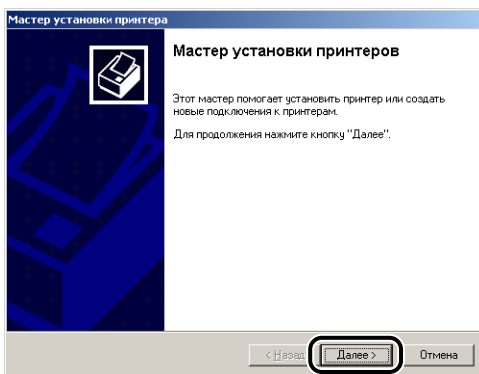 Мастер установки принтера
Мастер установки принтеров
Этот мастер помогает установить принтер или создать
новые подключения к принтерам.
Для продолжения нажмите кнопку "Далее".
< Назад
Далее >
Отмена